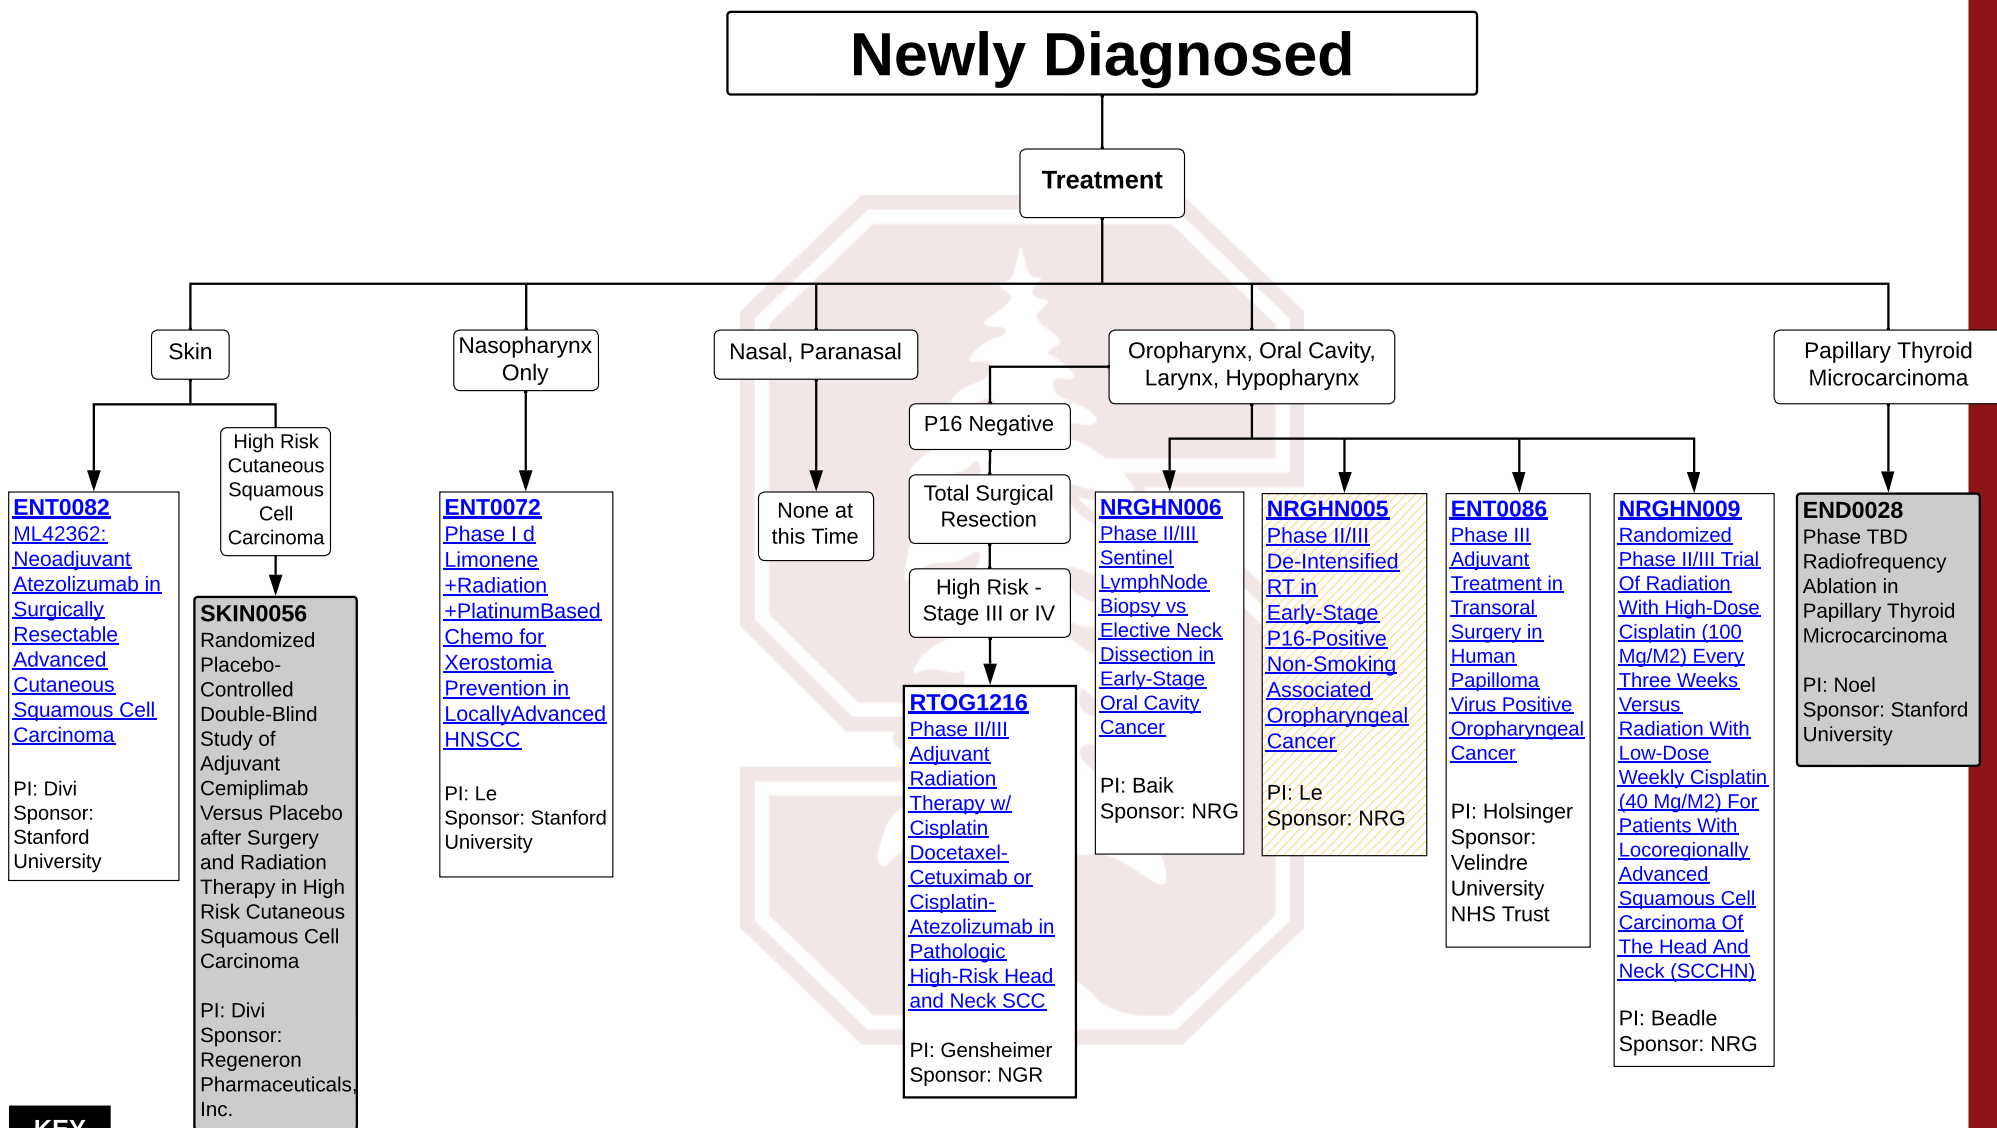 Newly Diagnosed
Treatment
Skin
Nasopharynx
Only
Nasal, Paranasal
Oropharynx, Oral Cavity,
Larynx, Hypopharynx
Papillary Thyroid
Microcarcinoma
High Risk
Cutaneous
Squamous
Cell
Carcinoma
P16 Negative
Total Surgical
Resection
High Risk -
Stage III or IV
ENT0082
ML42362:
Neoadjuvant
Atezolizumab in
Surgically
Resectable
Advanced
Cutaneous
Squamous Cell
Carcinoma
PI: Divi
Sponsor:
Stanford
University
SKIN0056
Randomized
Placebo-
Controlled
Double-Blind
Study of
Adjuvant
Cemiplimab
Versus Placebo
after Surgery
and Radiation
Therapy in High
Risk Cutaneous
Squamous Cell
Carcinoma
PI: Divi
Sponsor:
Regeneron
Pharmaceuticals,
Inc.
ENT0072
Phase I d
Limonene
+Radiation
+PlatinumBased
Chemo for
Xerostomia
Prevention in
LocallyAdvanced
HNSCC
PI: Le
Sponsor: Stanford
University
None at
this Time
RTOG1216
Phase II/III
Adjuvant
Radiation
Therapy w/
Cisplatin
Docetaxel-
Cetuximab or
Cisplatin-
Atezolizumab in
Pathologic
High-Risk Head
and Neck SCC
PI: Gensheimer
Sponsor: NGR
NRGHN006
Phase II/III
Sentinel
LymphNode
Biopsy vs
Elective Neck
Dissection in
Early-Stage
Oral Cavity
Cancer
PI: Baik
Sponsor: NRG
NRGHN005
Phase II/III
De-Intensified
RT in
Early-Stage
P16-Positive
Non-Smoking
Associated
Oropharyngeal
Cancer
PI: Le
Sponsor: NRG
ENT0086
Phase III
Adjuvant
Treatment in
Transoral
Surgery in
Human
Papilloma
Virus Positive
Oropharyngeal
Cancer
PI: Holsinger
Sponsor:
Velindre
University
NHS Trust
NRGHN009
Randomized
Phase II/III Trial
Of Radiation
With High-Dose
Cisplatin (100
Mg/M2) Every
Three Weeks
Versus
Radiation With
Low-Dose
Weekly Cisplatin
(40 Mg/M2) For
Patients With
Locoregionally
Advanced
Squamous Cell
Carcinoma Of
The Head And
Neck (SCCHN)
PI: Beadle
Sponsor: NRG
END0028
Phase TBD
Radiofrequency
Ablation in
Papillary Thyroid
Microcarcinoma
PI: Noel
Sponsor: Stanford
University
KEY